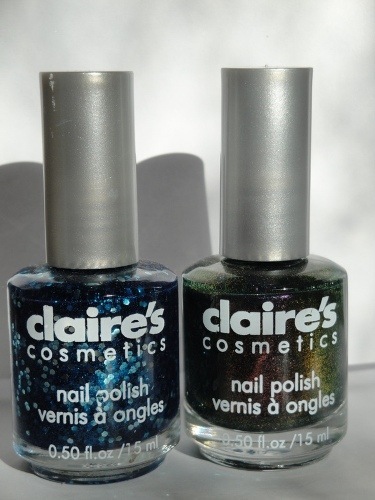 claire's
cosmetics
nail polish
vernis à ongles
0.50 fl.oz/15 ml
claire's
cosmetics
nail polish
vernis à ongles
0.50 fl.oz/15 ml